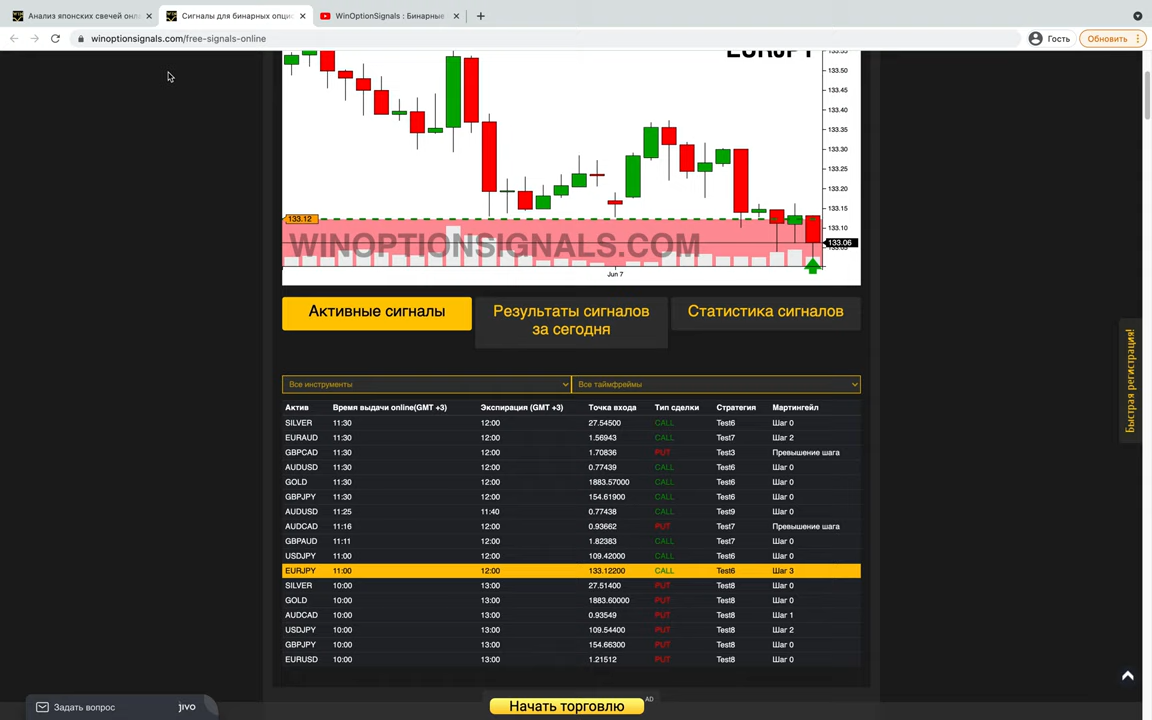 Анализ японских свечей онл
Сигналы для бинарных опци
WinOptionSignals : Бинарные
winoptionsignals.com/free-signals-online
Гость
Обновить
EURJPY
133.55
133.50
133.45
133.40
133.35
133.30
133.25
133.20
133.15
133.12
133.10
133.06
WINOPTIONSIGNALS.COM
Jun 7
Активные сигналы
Результаты сигналов
за сегодня
Статистика сигналов
Быстрая регистрация!
Все инструменты
Все таймфреймы
Актив Время выдачи online(GMT +3) Экспирация (GMT +3) Точка входа Тип сделки Стратегия Мартингейл
SILVER 11:30 12:00 27.54500 CALL Test6 Шаг 0
EURAUD 11:30 12:00 1.56943 CALL Test7 Шаг 2
GBPCAD 11:30 12:00 1.70836 PUT Test3 Превышение шага
AUDUSD 11:30 12:00 0.77439 CALL Test6 Шаг 0
GOLD 11:30 12:00 1883.57000 CALL Test6 Шаг 0
GBPJPY 11:30 12:00 154.61900 CALL Test6 Шаг 0
AUDUSD 11:25 11:40 0.77438 CALL Test9 Шаг 0
AUDCAD 11:16 12:00 0.93662 PUT Test7 Превышение шага
GBPAUD 11:11 12:00 1.82383 CALL Test7 Шаг 0
USDJPY 11:00 12:00 109.42000 CALL Test6 Шаг 0
EURJPY 11:00 12:00 133.12200 CALL Test6 Шаг 3
SILVER 10:00 13:00 27.51400 PUT Test8 Шаг 0
GOLD 10:00 13:00 1883.60000 PUT Test8 Шаг 0
AUDCAD 10:00 13:00 0.93549 PUT Test8 Шаг 1
USDJPY 10:00 13:00 109.54400 PUT Test8 Шаг 2
GBPJPY 10:00 13:00 154.66300 PUT Test8 Шаг 0
EURUSD 10:00 13:00 1.21512 PUT Test8 Шаг 0
Задать вопрос
jivo
Начать торговлю
AD